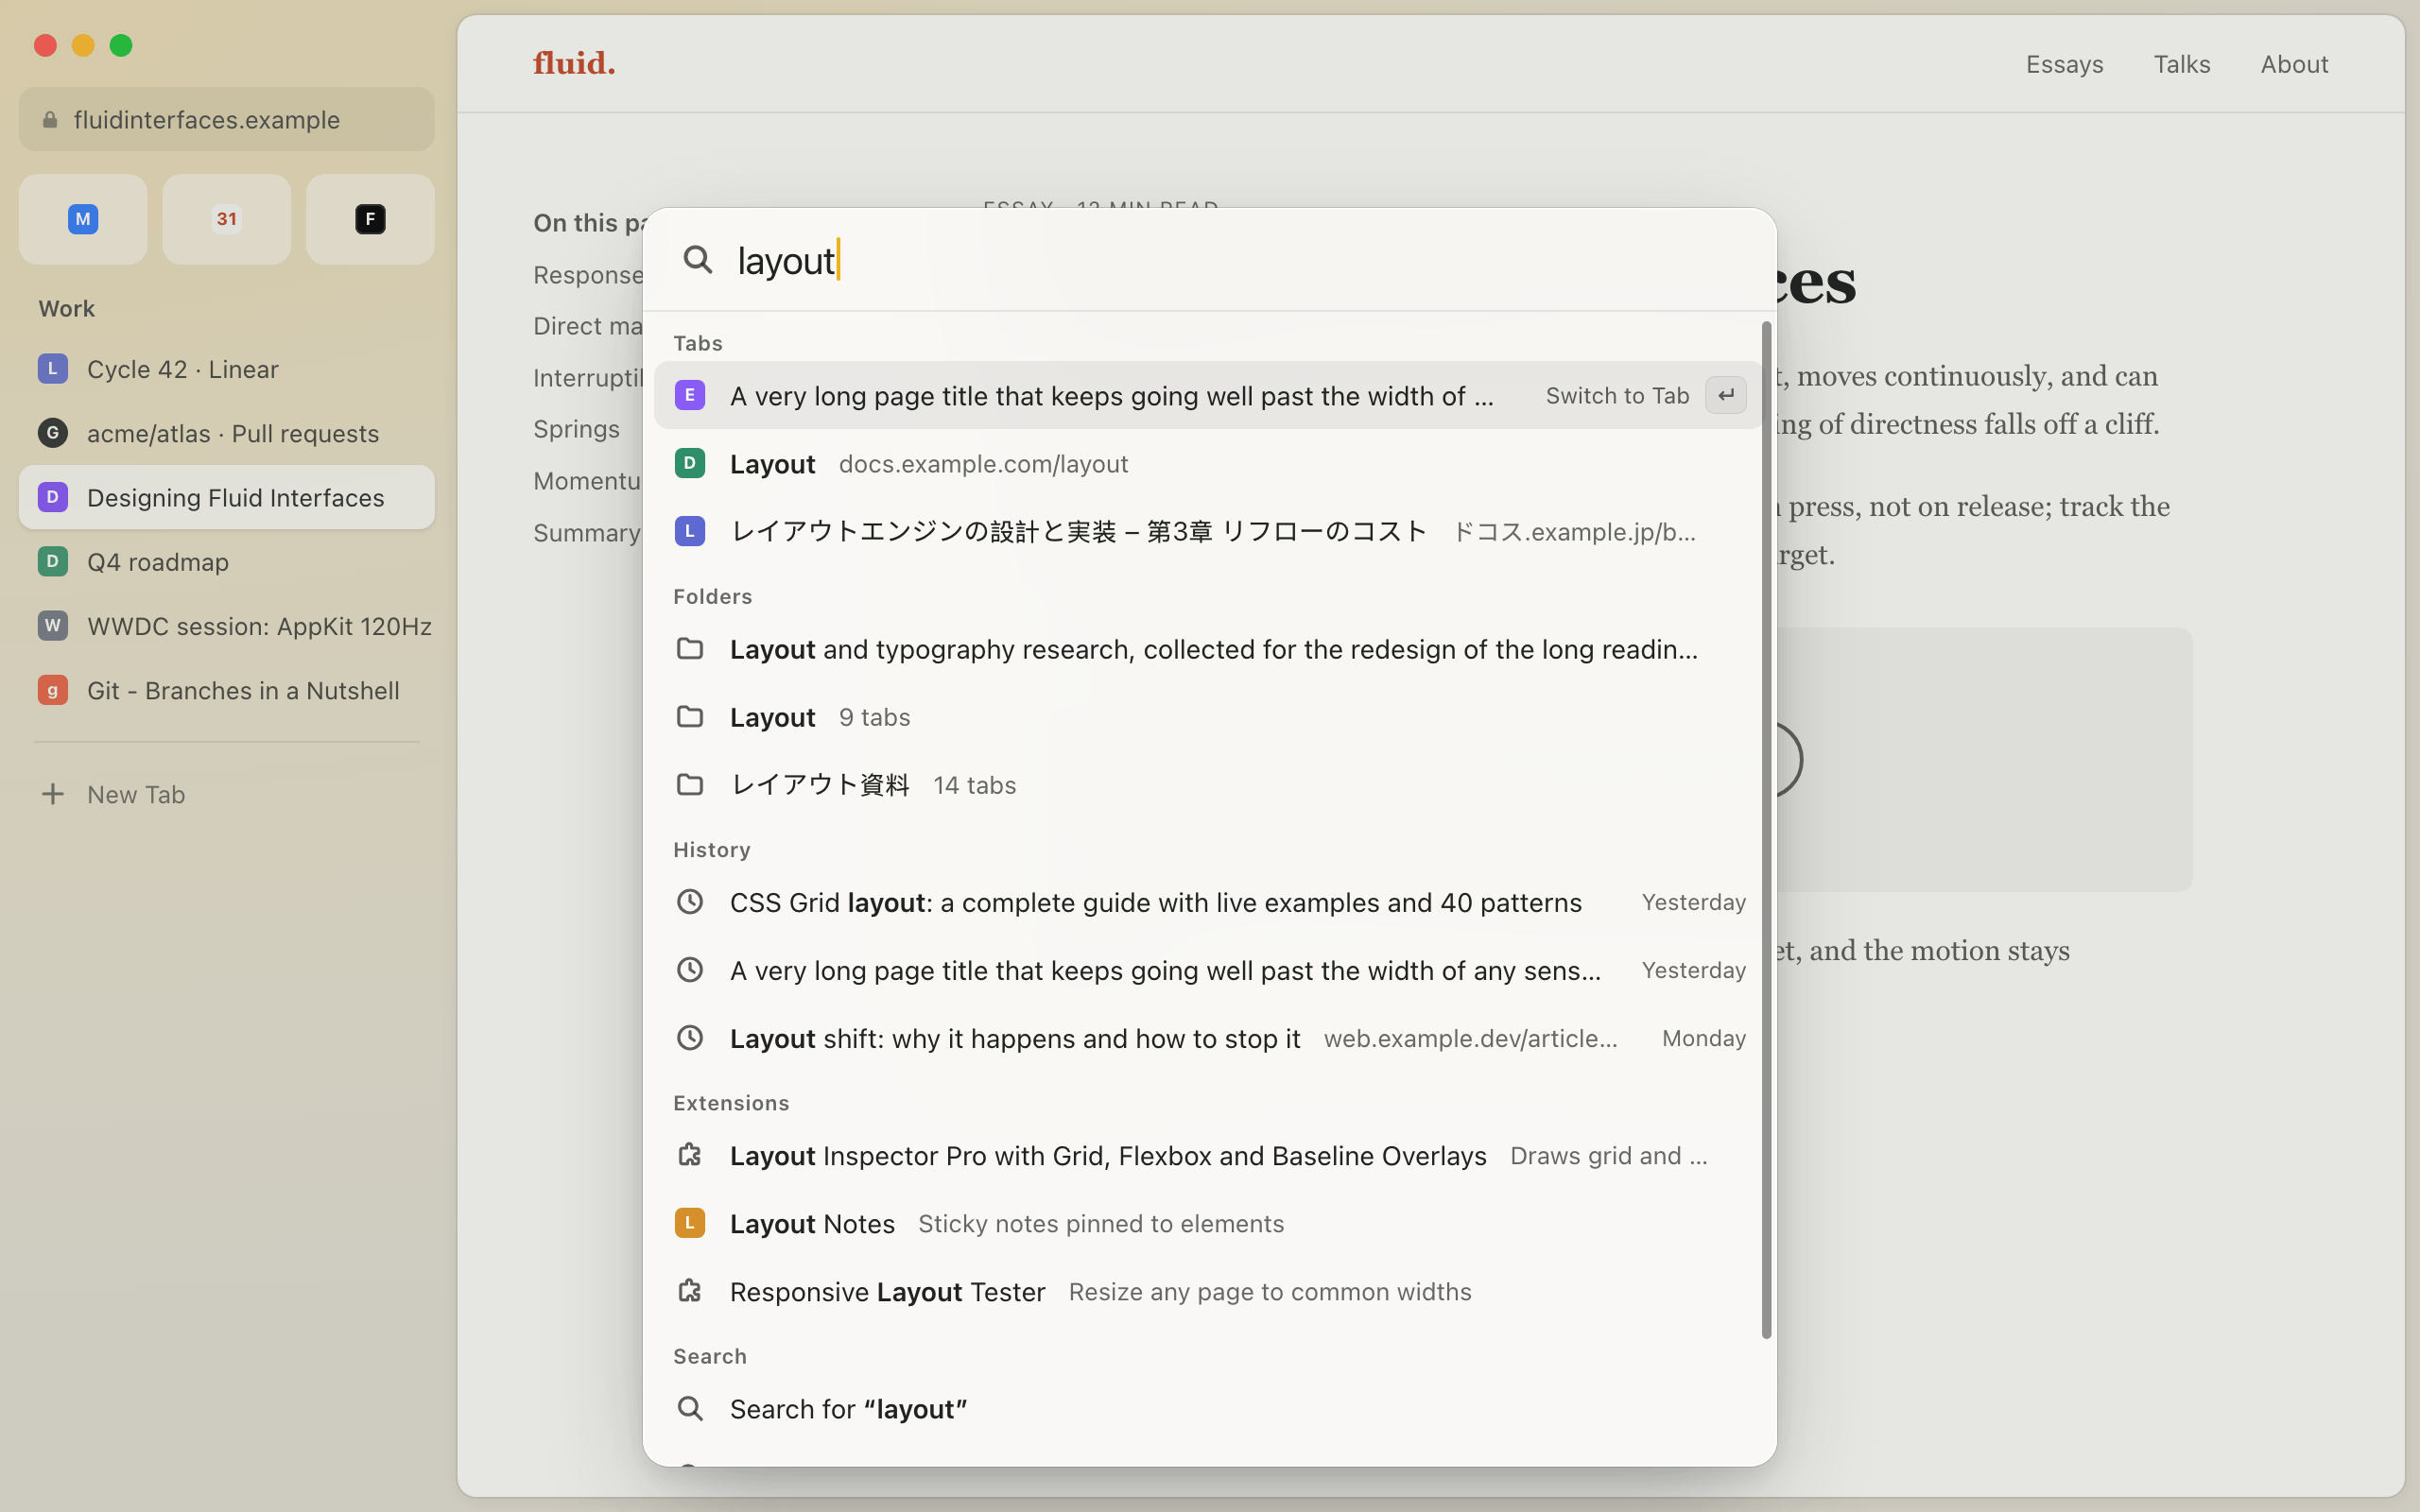 fluidinterfaces.example
M
31
F
Work
L Cycle 42 · Linear
G acme/atlas · Pull requests
D Designing Fluid Interfaces
D Q4 roadmap
W WWDC session: AppKit 120Hz
g Git - Branches in a Nutshell
New Tab
fluid.
Essays Talks About
ESSAY · 12 MIN READ
On this
Response
Direct
Springs
Summary
moves continuously, and can
of directness falls off a cliff.
press, not on release; track the
and the motion stays
layout
Tabs
E A very long page title that keeps going well past the width of ... Switch to Tab
D Layout docs.example.com/layout
L レイアウトエンジンの設計と実装 – 第3章 リフローのコスト ドコス.example.jp/b...
Folders
Layout and typography research, collected for the redesign of the long readin...
Layout 9 tabs
レイアウト資料 14 tabs
History
CSS Grid layout: a complete guide with live examples and 40 patterns Yesterday
A very long page title that keeps going well past the width of any sens... Yesterday
Layout shift: why it happens and how to stop it web.example.dev/article... Monday
Extensions
Layout Inspector Pro with Grid, Flexbox and Baseline Overlays Draws grid and ...
L Layout Notes Sticky notes pinned to elements
Responsive Layout Tester Resize any page to common widths
Search
Search for “layout”